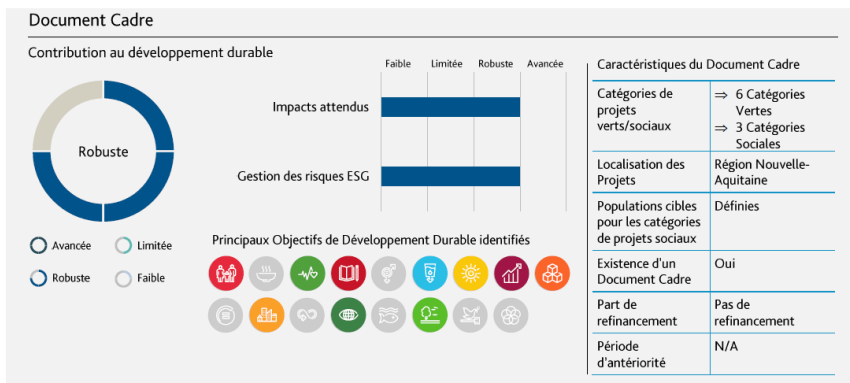 Document Cadre
Contribution au développement durable
Robuste
Avancée
Limitée
Robuste
Faible
Faible
Limitée
Robuste
Avancée
Impacts attendus
Gestion des risques ESG
Principaux Objectifs de Développement Durable identifiés
Caractéristiques du Document Cadre
Catégories de
projets
verts/sociaux
⇒ 6 Catégories
Vertes
⇒ 3 Catégories
Sociales
Localisation des
Projets
Région Nouvelle-
Aquitaine
Populations cibles
pour les catégories
de projets sociaux
Définies
Existence d'un
Document Cadre
Oui
Part de
refinancement
Pas de
refinancement
Période
d'antériorité
N/A